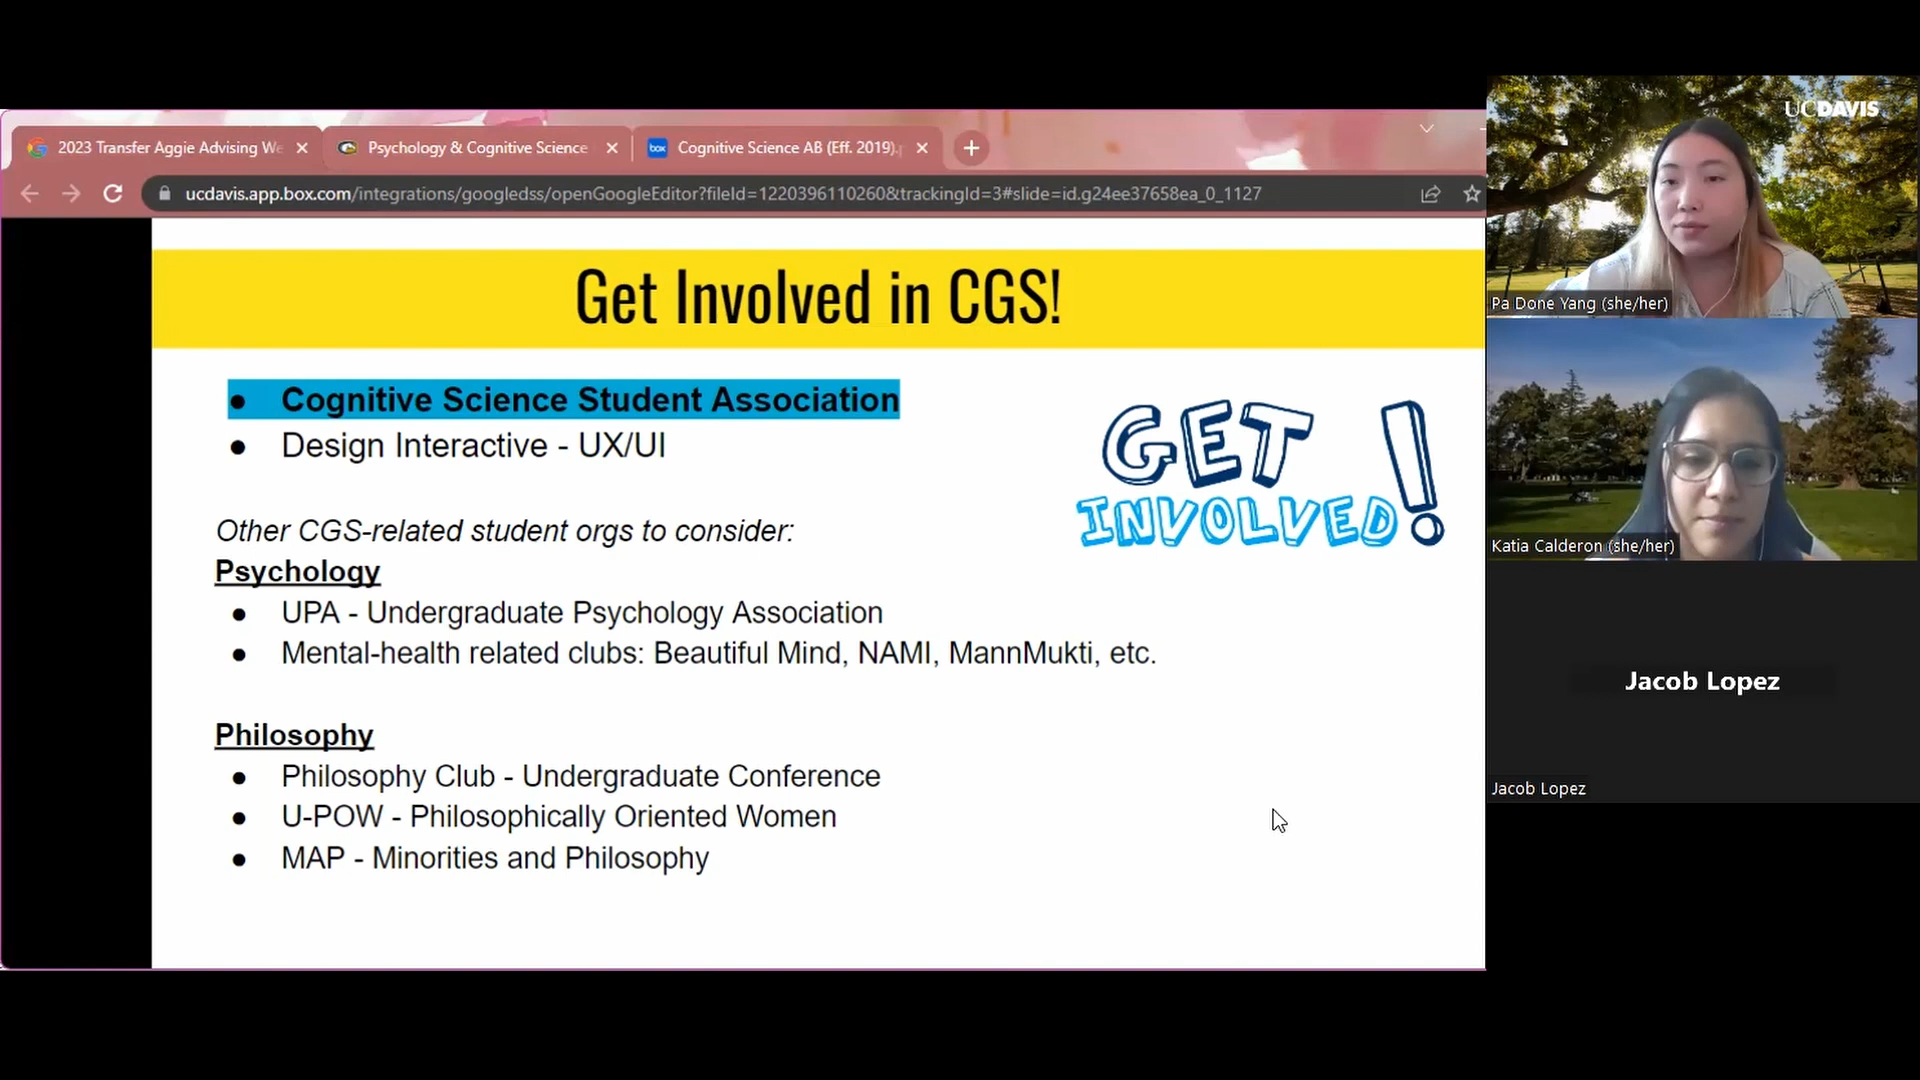 2023 Transfer Aggie Advising We
Psychology & Cognitive Science
box
Cognitive Science AB (Eff. 2019).
ucdavis.app.box.com/integrations/googledss/openGoogleEditor?fileId=1220396110260&trackingId=3#slide=id.g24ee37658ea_0_1127
Get Involved in CGS!
● Cognitive Science Student Association
● Design Interactive - UX/UI
GET
INVOLVED!
Other CGS-related student orgs to consider:
Psychology
● UPA - Undergraduate Psychology Association
● Mental-health related clubs: Beautiful Mind, NAMI, MannMukti, etc.
Philosophy
● Philosophy Club - Undergraduate Conference
● U-POW - Philosophically Oriented Women
● MAP - Minorities and Philosophy
UCDAVIS
Pa Done Yang (she/her)
Katia Calderon (she/her)
Jacob Lopez
Jacob Lopez